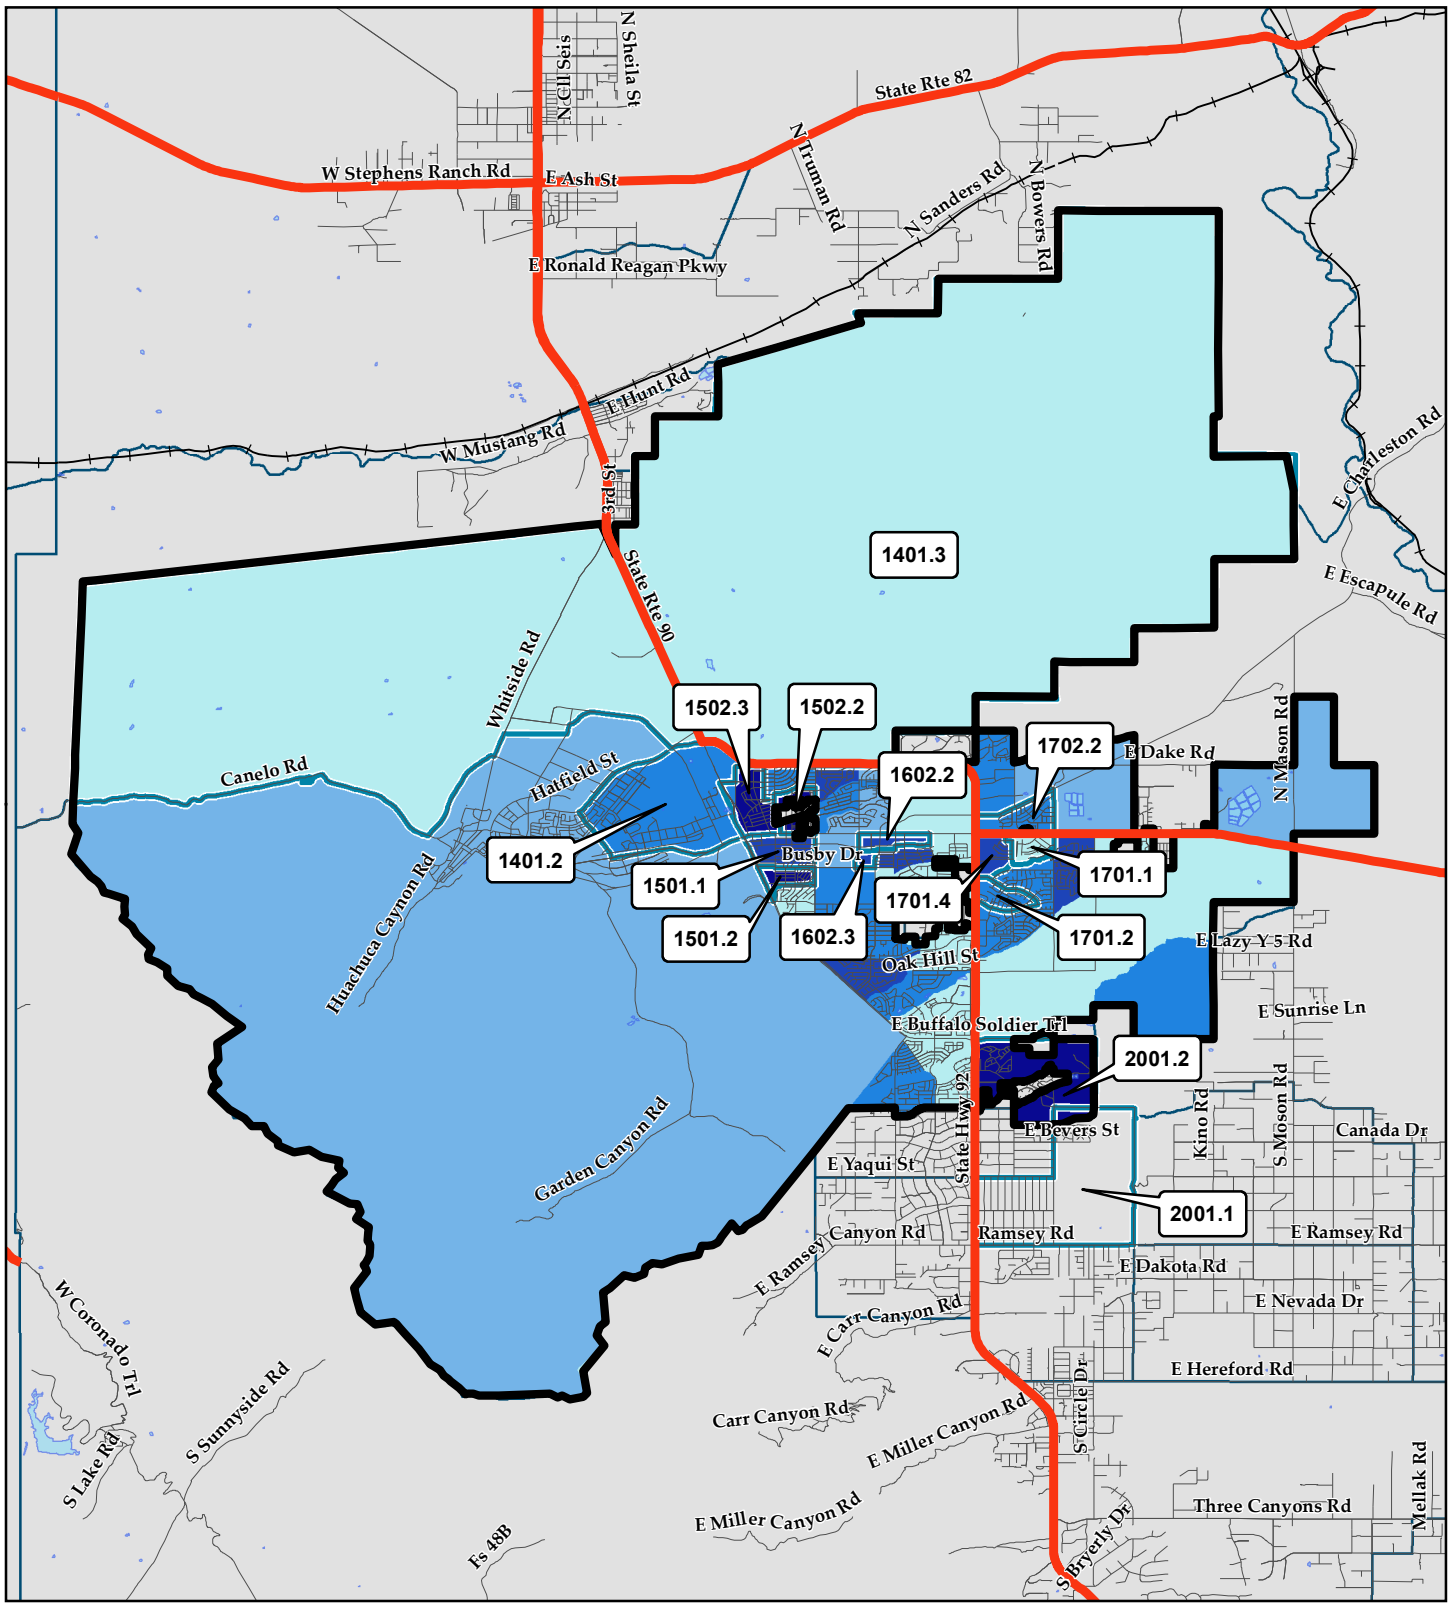 N Sheila St
N Cll Seis
State Rte 82
N Truman Rd
W Stephens Ranch Rd
E Ash St
N Sanders Rd
N Bowers Rd
E Ronald Reagan Pkwy
E Hunt Rd
W Mustang Rd
E Charleston Rd
3rd St
1401.3
State Rte 90
E Escapule Rd
Whitside Rd
1502.3
1502.2
N Mason Rd
1702.2
E Dake Rd
Canelo Rd
Hatfield St
1602.2
1401.2
Busby Dr
1501.1
1701.4
1701.1
Huachuca Caynon Rd
1501.2
1602.3
1701.2
E Lazy Y 5 Rd
Oak Hill St
E Sunrise Ln
E Buffalo Soldier Trl
2001.2
State Hwy 92
Kino Rd
S Moson Rd
E Bevers St
Canada Dr
Garden Canyon Rd
E Yaqui St
2001.1
E Ramsey Canyon Rd
Ramsey Rd
E Ramsey Rd
E Dakota Rd
E Nevada Dr
E Carr Canyon Rd
W Coronado Trl
E Hereford Rd
S Sunnyside Rd
S Circle Dr
Carr Canyon Rd
E Miller Canyon Rd
S Lake Rd
Mellak Rd
E Miller Canyon Rd
Three Canyons Rd
Fs 48B
S Bryerly Dr